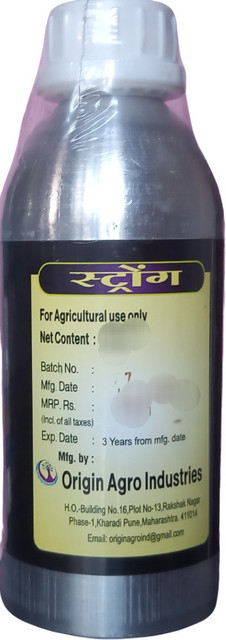 स्ट्रोंग
For Agricultural use only
Net Content :
Batch No. :
Mfg. Date :
MRP. Rs. :
(Incl. of all taxes)
Exp. Date : 3 Years from mfg. date
Mfg. by :
Origin Agro Industries
H.O.-Building No.16,Plot No-13,Rakshak Nagar
Phase-1,Kharadi Pune,Maharashtra. 411014
Email: originagroind@gmail.com